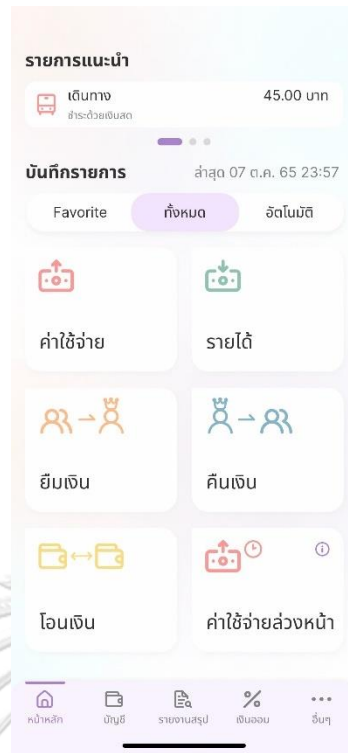 รายการแนะนำ
เดินทาง 45.00 บาท
ชำระด้วยเงินสด
บันทึกรายการ ล่าสุด 07 ต.ค. 65 23:57
Favorite ทั้งหมด อัตโนมัติ
ค่าใช้จ่าย รายได้
ยืมเงิน คืนเงิน
โอนเงิน ค่าใช้จ่ายล่วงหน้า
หน้าหลัก บัญชี รายงานสรุป เงินออม อื่นๆ